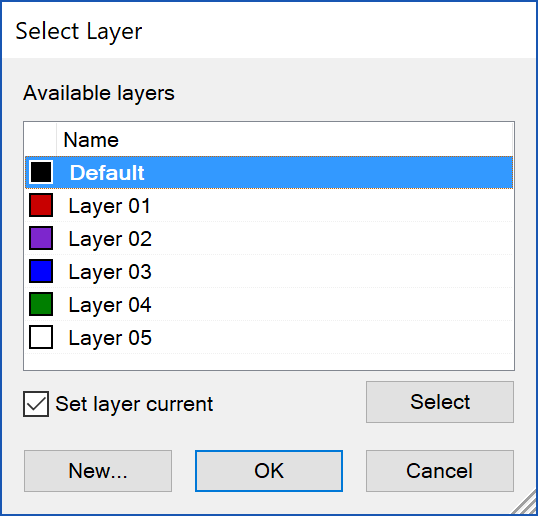 Select Layer
Available layers
Name
Default
Layer 01
Layer 02
Layer 03
Layer 04
Layer 05
Set layer current
Select
New...
OK
Cancel